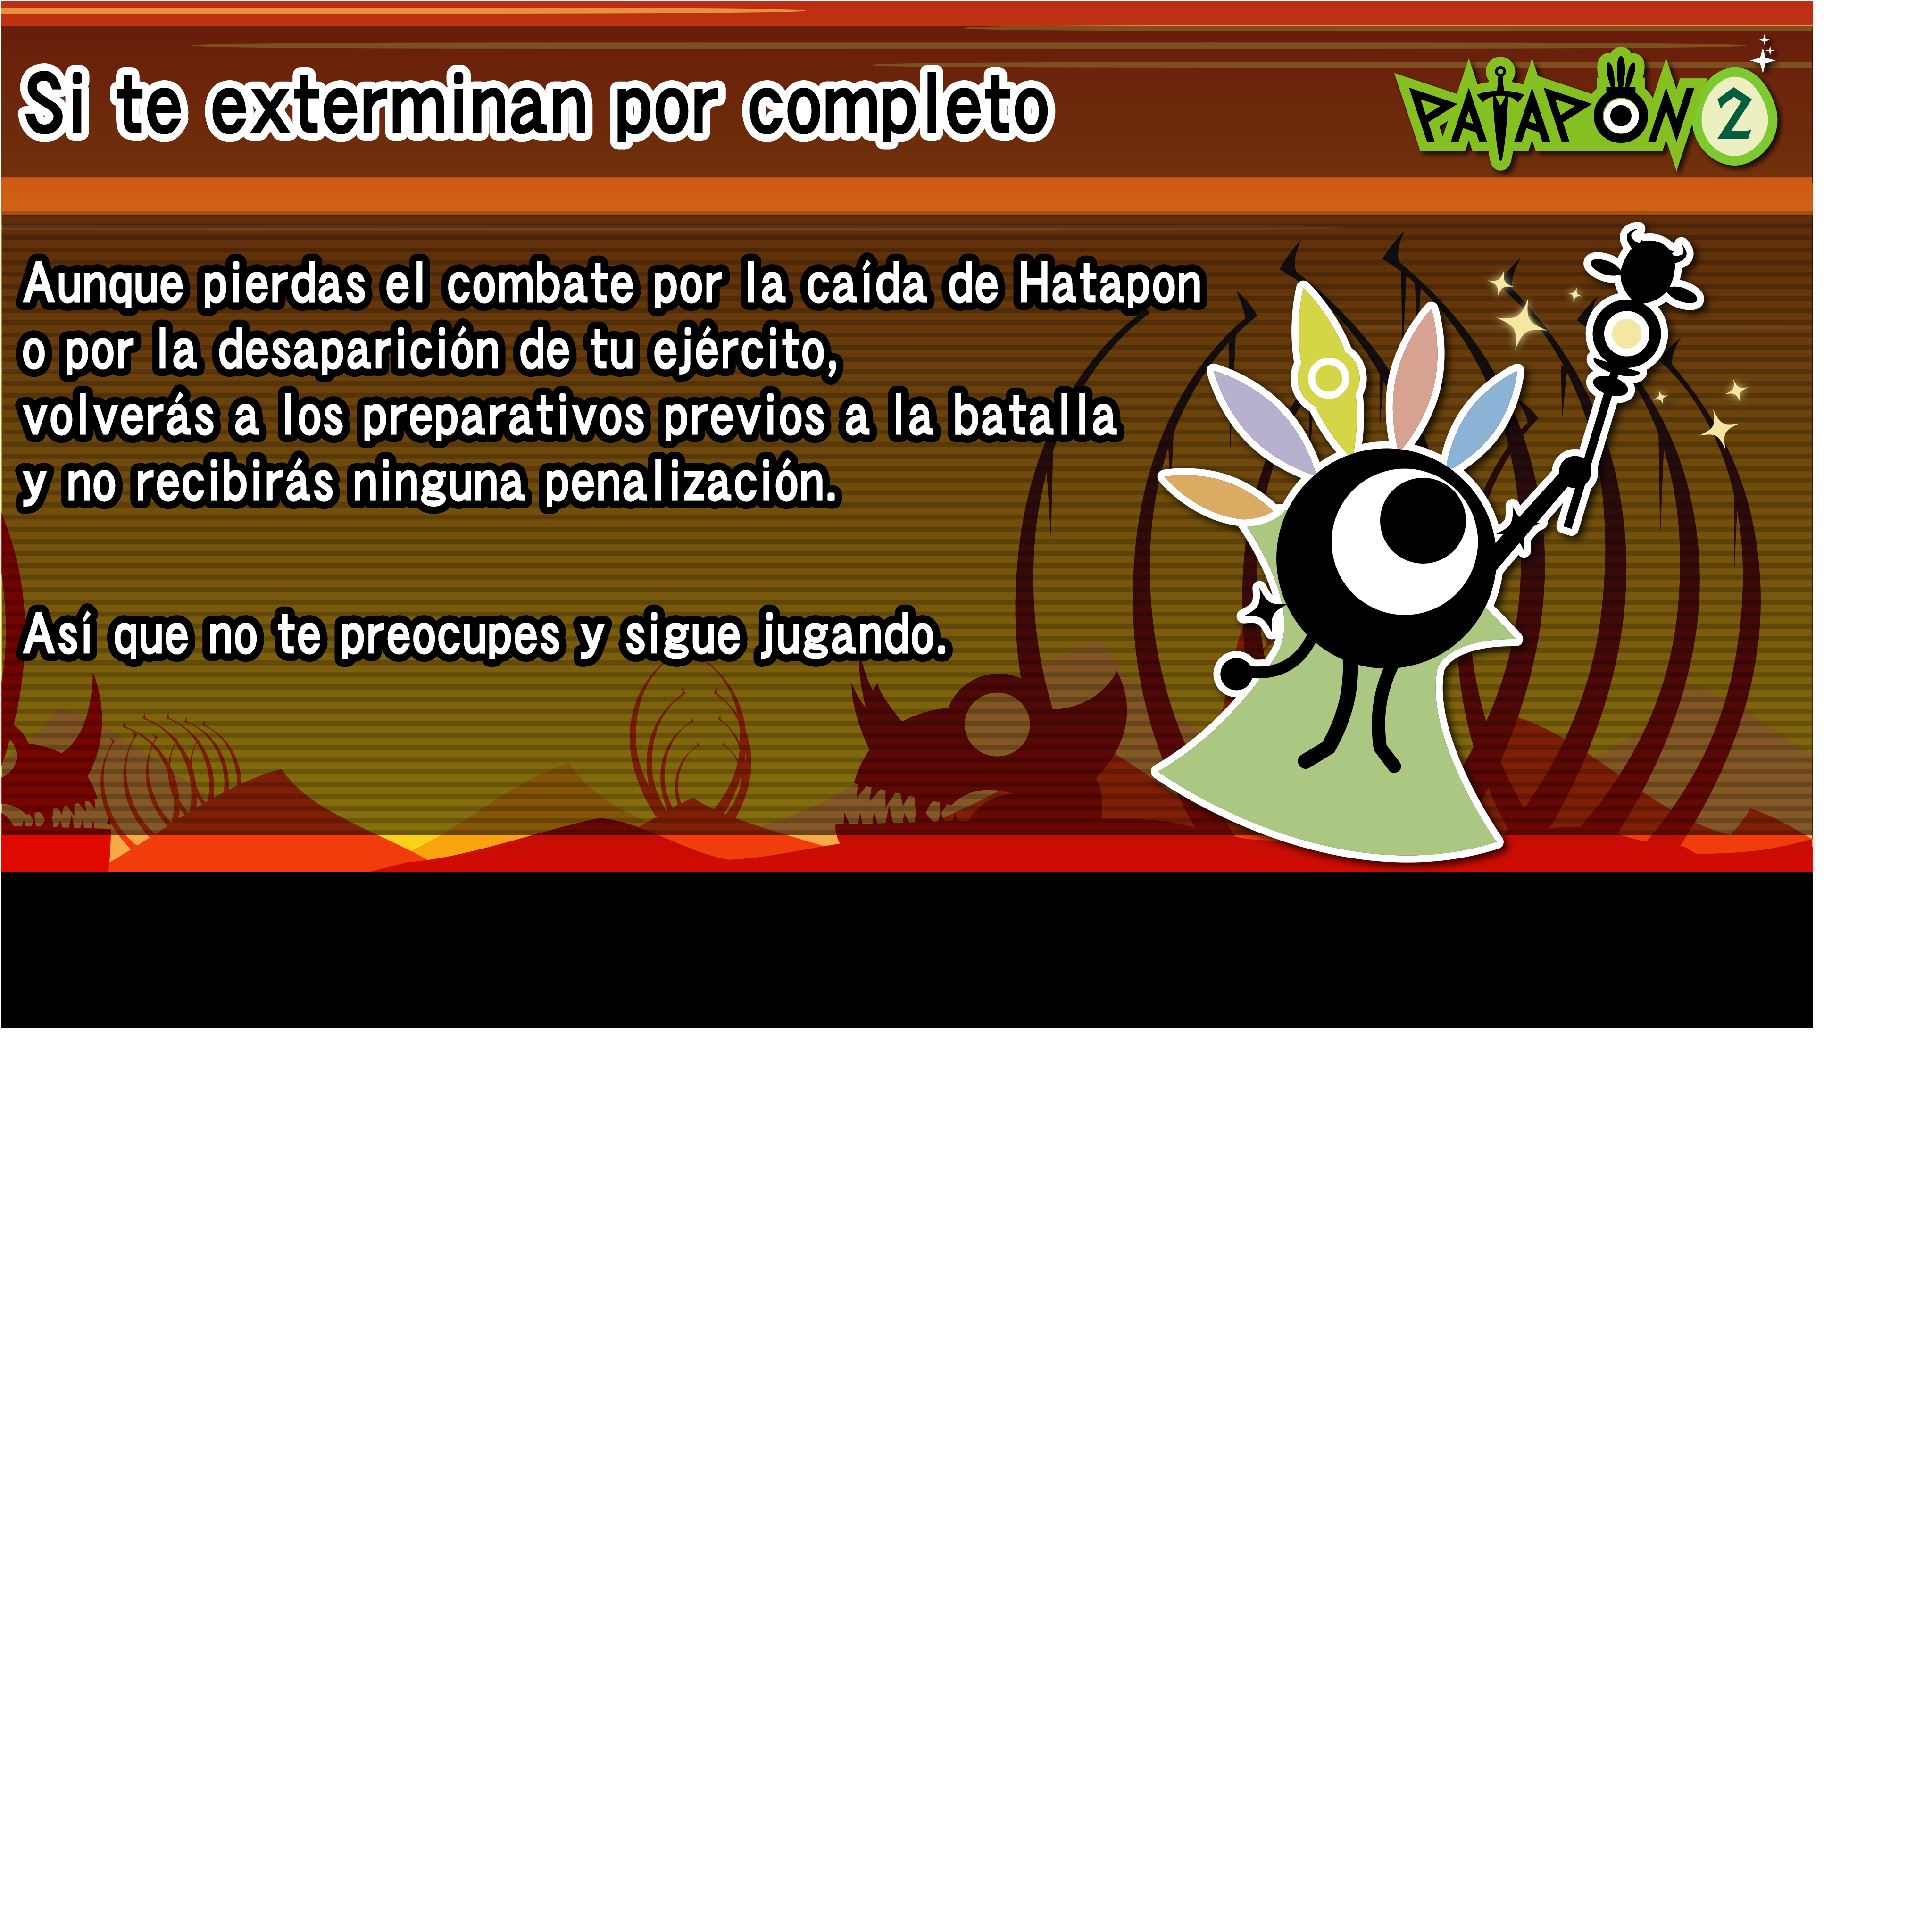 Si te exterminan por completo
PATAPON 2
Aunque pierdas el combate por la caída de Hatapon
o por la desaparición de tu ejército,
volverás a los preparativos previos a la batalla
y no recibirás ninguna penalización.
Así que no te preocupes y sigue jugando.